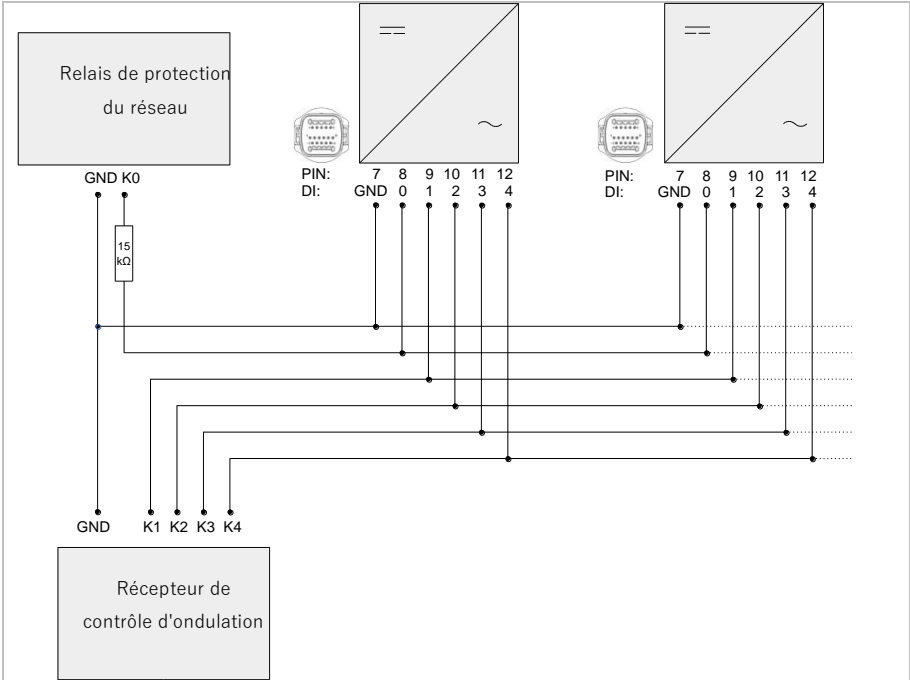 Relais de protection
du réseau
GND K0
15
kΩ
PIN: 7 8 9 10 11 12
DI: GND 0 1 2 3 4
PIN: 7 8 9 10 11 12
DI: GND 0 1 2 3 4
GND K1 K2 K3 K4
Récepteur de
contrôle d'ondulation